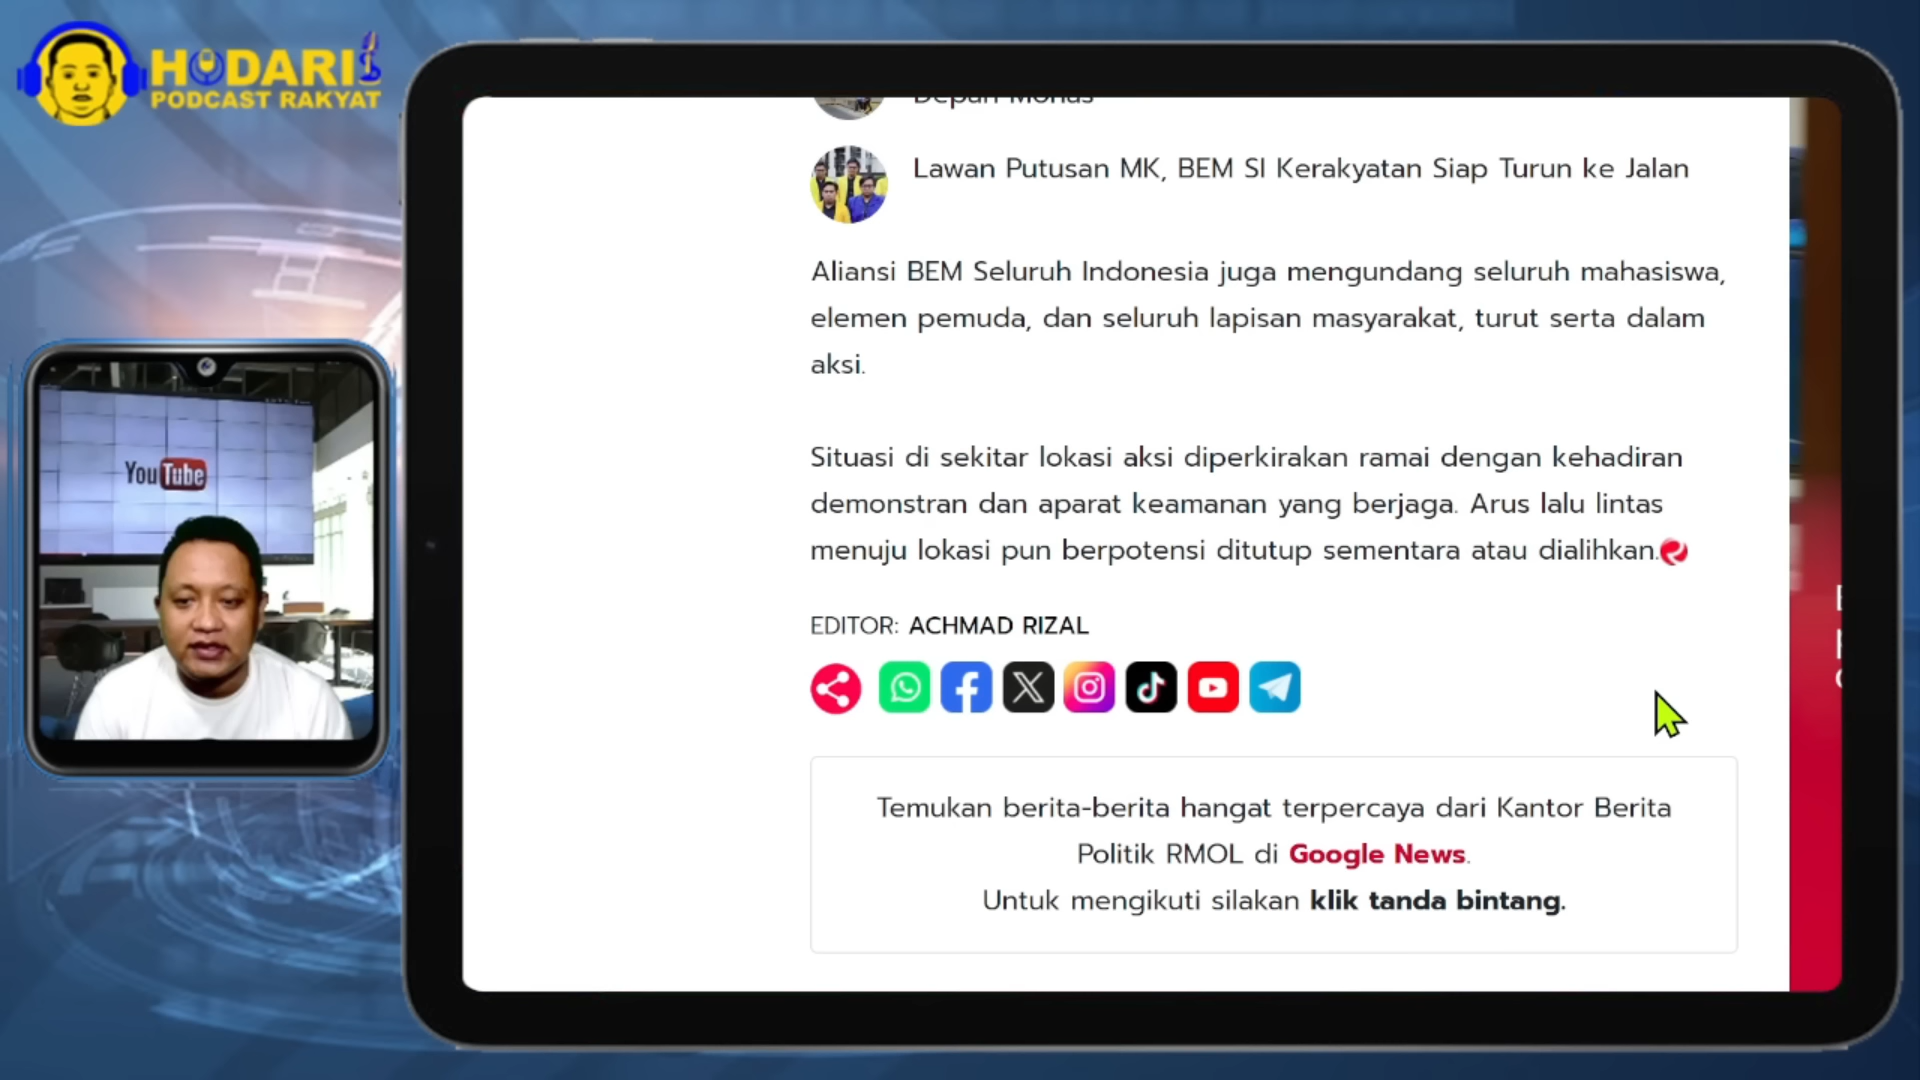 HODARI
PODCAST RAKYAT
Depan Monas
Lawan Putusan MK, BEM SI Kerakyatan Siap Turun ke Jalan
Aliansi BEM Seluruh Indonesia juga mengundang seluruh mahasiswa,
elemen pemuda, dan seluruh lapisan masyarakat, turut serta dalam
aksi.
Situasi di sekitar lokasi aksi diperkirakan ramai dengan kehadiran
demonstran dan aparat keamanan yang berjaga. Arus lalu lintas
menuju lokasi pun berpotensi ditutup sementara atau dialihkan.
EDITOR: ACHMAD RIZAL
Temukan berita-berita hangat terpercaya dari Kantor Berita
Politik RMOL di Google News.
Untuk mengikuti silakan klik tanda bintang.
YouTube